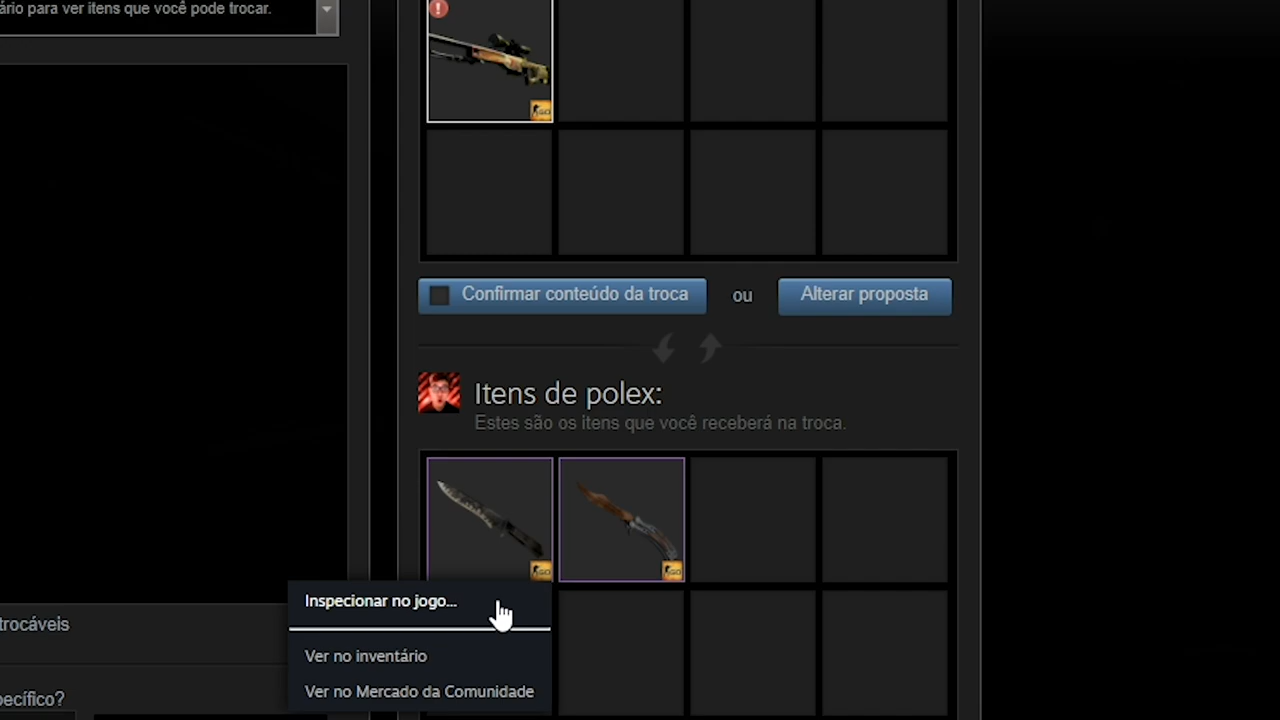 ário para ver itens que você pode trocar.
Confirmar conteúdo da troca
ou
Alterar proposta
Itens de polex:
Estes são os itens que você receberá na troca.
Inspecionar no jogo...
Ver no inventário
Ver no Mercado da Comunidade
trocáveis
pecífico?